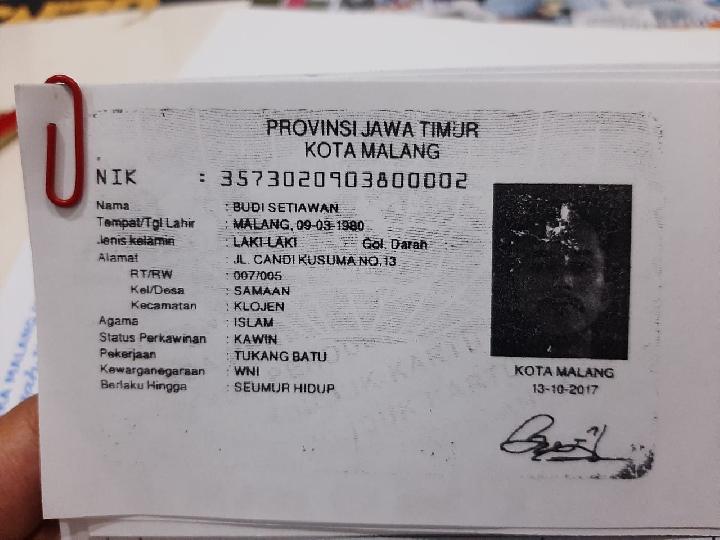 PROVINSI JAWA TIMUR
KOTA MALANG
NIK : 3573020903800002
Nama : BUDI SETIAWAN
Tempat/Tgl Lahir : MALANG, 09-03-1980
Jenis kelamin : LAKI-LAKI Gol. Darah
Alamat : JL. CANDI KUSUMA NO.13
RT/RW : 007/005
Kel/Desa : SAMAAN
Kecamatan : KLOJEN
Agama : ISLAM
Status Perkawinan : KAWIN
Pekerjaan : TUKANG BATU
Kewarganegaraan : WNI
Berlaku Hingga : SEUMUR HIDUP
KOTA MALANG
13-10-2017